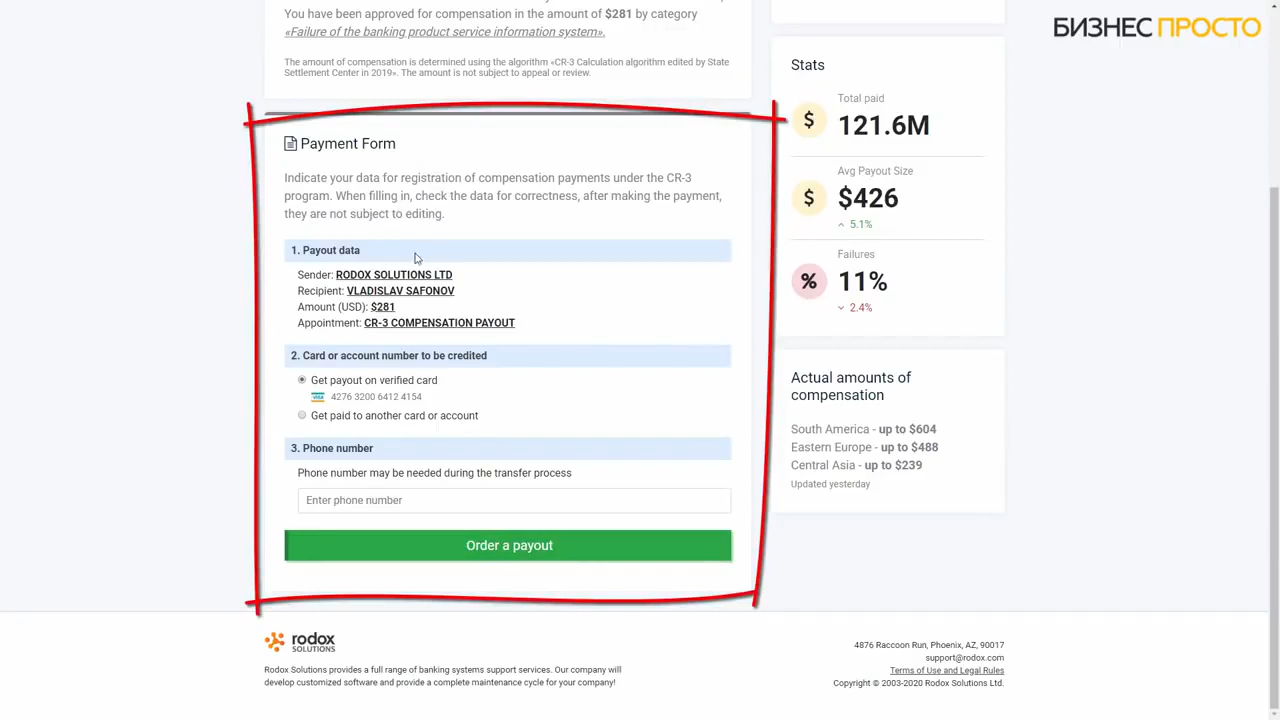 You have been approved for compensation in the amount of $281 by category
«Failure of the banking product service information system».
The amount of compensation is determined using the algorithm «CR-3 Calculation algorithm edited by State
Settlement Center in 2019». The amount is not subject to appeal or review.
Payment Form
Indicate your data for registration of compensation payments under the CR-3
program. When filling in, check the data for correctness, after making the payment,
they are not subject to editing.
1. Payout data
Sender: RODOX SOLUTIONS LTD
Recipient: VLADISLAV SAFONOV
Amount (USD): $281
Appointment: CR-3 COMPENSATION PAYOUT
2. Card or account number to be credited
Get payout on verified card
VISA 4276 3200 6412 4154
Get paid to another card or account
3. Phone number
Phone number may be needed during the transfer process
Enter phone number
Order a payout
БИЗНЕС ПРОСТО
Stats
$
Total paid
121.6M
$
Avg Payout Size
$426
5.1%
%
Failures
11%
2.4%
Actual amounts of
compensation
South America - up to $604
Eastern Europe - up to $488
Central Asia - up to $239
Updated yesterday
rodox
SOLUTIONS
Rodox Solutions provides a full range of banking systems support services. Our company will
develop customized software and provide a complete maintenance cycle for your company!
4876 Raccoon Run, Phoenix, AZ, 90017
support@rodox.com
Terms of Use and Legal Rules
Copyright © 2003-2020 Rodox Solutions Ltd.